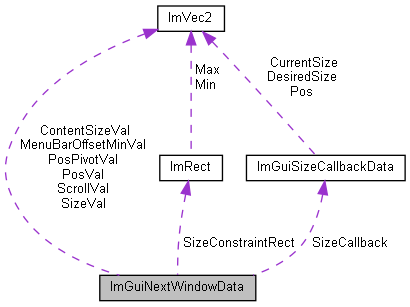 ImVec2
CurrentSize
DesiredSize
Pos
Max
Min
ContentSizeVal
MenuBarOffsetMinVal
PosPivotVal
PosVal
ScrollVal
SizeVal
ImRect
ImGuiSizeCallbackData
SizeConstraintRect
SizeCallback
ImGuiNextWindowData